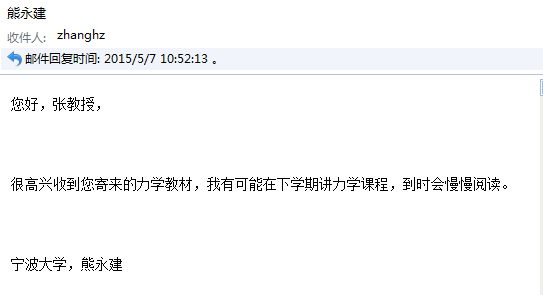 熊永建
收件人: zhanghz
邮件回复时间: 2015/5/7 10:52:13 。
您好，张教授，
很高兴收到您寄来的力学教材，我有可能在下学期讲力学课程，到时会慢慢阅读。
宁波大学，熊永建